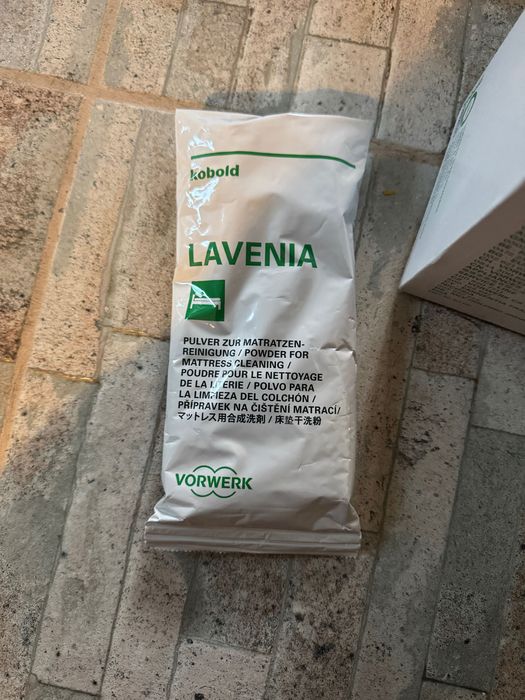 kobold
LAVENIA
PULVER ZUR MATRATZEN-
REINIGUNG / POWDER FOR
MATTRESS CLEANING /
POUDRE POUR LE NETTOYAGE
DE LA LITERIE / POLVO PARA
LA LIMPIEZA DEL COLCHÓN /
PŘÍPRAVEK NA ČIŠTĚNÍ MATRACÍ/
マットレス用合成洗剤 / 床垫干洗粉
VORWERK